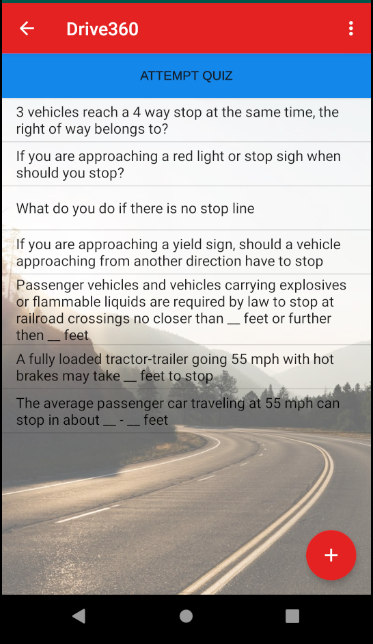 Drive360
ATTEMPT QUIZ
3 vehicles reach a 4 way stop at the same time, the
right of way belongs to?
If you are approaching a red light or stop sigh when
should you stop?
What do you do if there is no stop line
If you are approaching a yield sign, should a vehicle
approaching from another direction have to stop
Passenger vehicles and vehicles carrying explosives
or flammable liquids are required by law to stop at
railroad crossings no closer than __ feet or further
then __ feet
A fully loaded tractor-trailer going 55 mph with hot
brakes may take __ feet to stop
The average passenger car traveling at 55 mph can
stop in about __ - __ feet